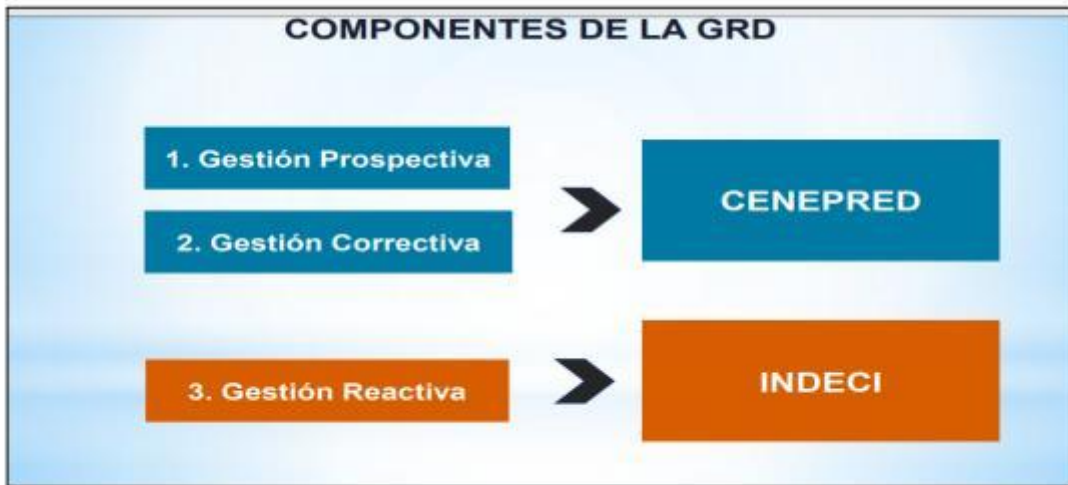 COMPONENTES DE LA GRD
1. Gestión Prospectiva
2. Gestión Correctiva
CENEPRED
3. Gestión Reactiva
INDECI